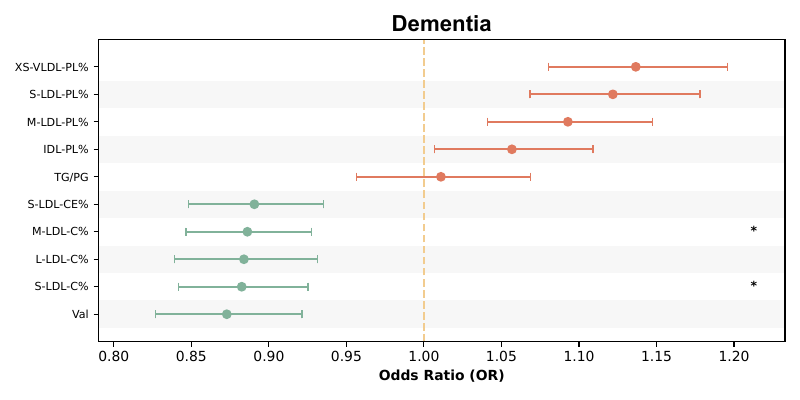 Dementia
XS-VLDL-PL%
S-LDL-PL%
M-LDL-PL%
IDL-PL%
TG/PG
S-LDL-CE%
M-LDL-C% *
L-LDL-C%
S-LDL-C% *
Val
0.80 0.85 0.90 0.95 1.00 1.05 1.10 1.15 1.20
Odds Ratio (OR)